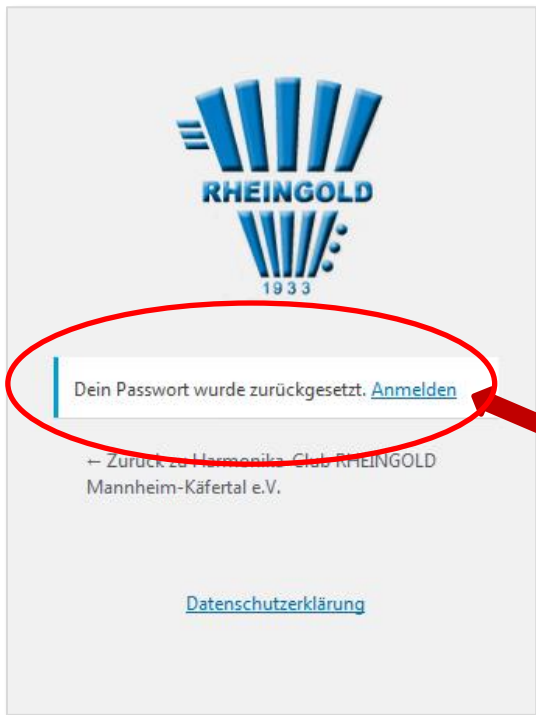 RHEINGOLD
1933
Dein Passwort wurde zurückgesetzt. Anmelden
← Zurück zu Harmonika-Club RHEINGOLD
Mannheim-Käfertal e.V.
Datenschutzerklärung